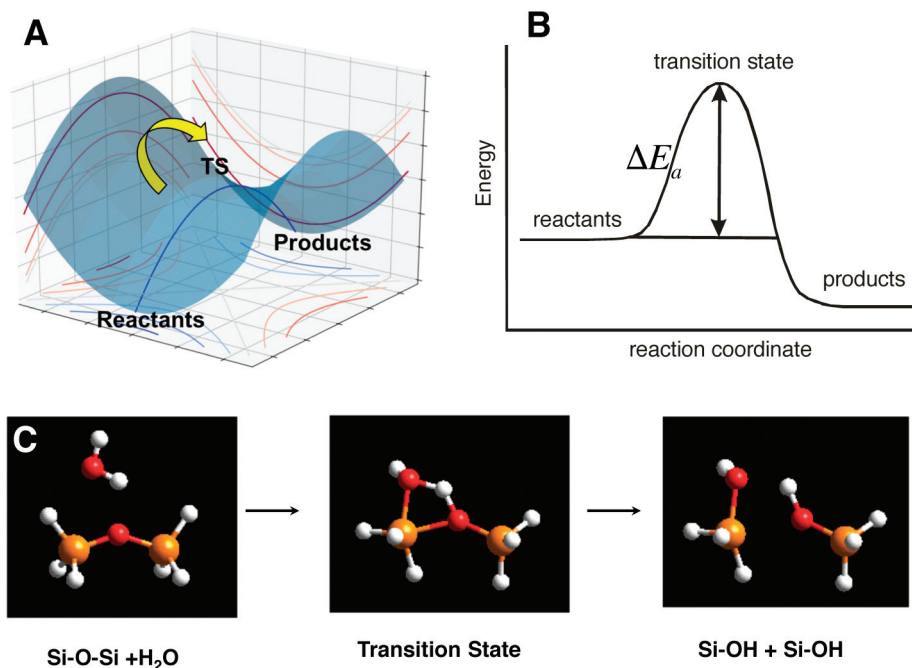 A
TS
Products
Reactants
B
transition state
ΔEa
Energy
reactants
products
reaction coordinate
C
Si-O-Si +H2O
Transition State
Si-OH + Si-OH